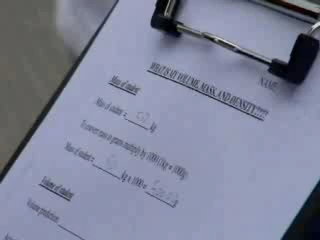 WHAT IS MY VOLUME, MASS, AND DENSITY????
NAME
Mass of student
Mass of student = kg
To convert mass to grams multiply by 1000 (1kg = 1000g)
Mass of student = kg x 1000 =
Volume of student
Volume prediction: